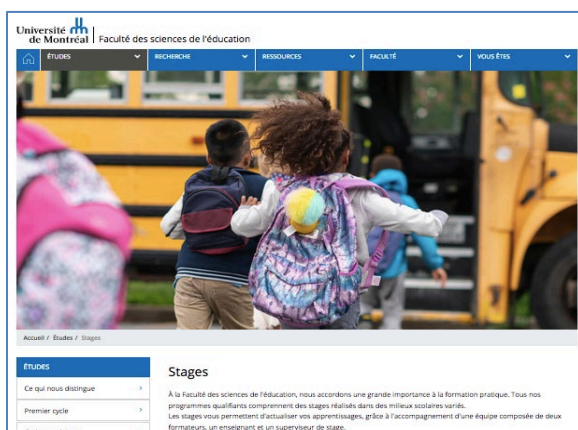 Université
de Montréal
Faculté des sciences de l'éducation
ÉTUDES
RECHERCHE
RESSOURCES
FACULTÉ
VOUS ÊTES
Accueil / Études / Stages
ÉTUDES
Ce qui nous distingue
Premier cycle
Stages
À la Faculté des sciences de l'éducation, nous accordons une grande importance à la formation pratique. Tous nos
programmes qualifiants comprennent des stages réalisés dans des milieux scolaires variés.
Les stages vous permettent d'actualiser vos apprentissages, grâce à l'accompagnement d'une équipe composée de deux
formateurs, un enseignant et un superviseur de stage.